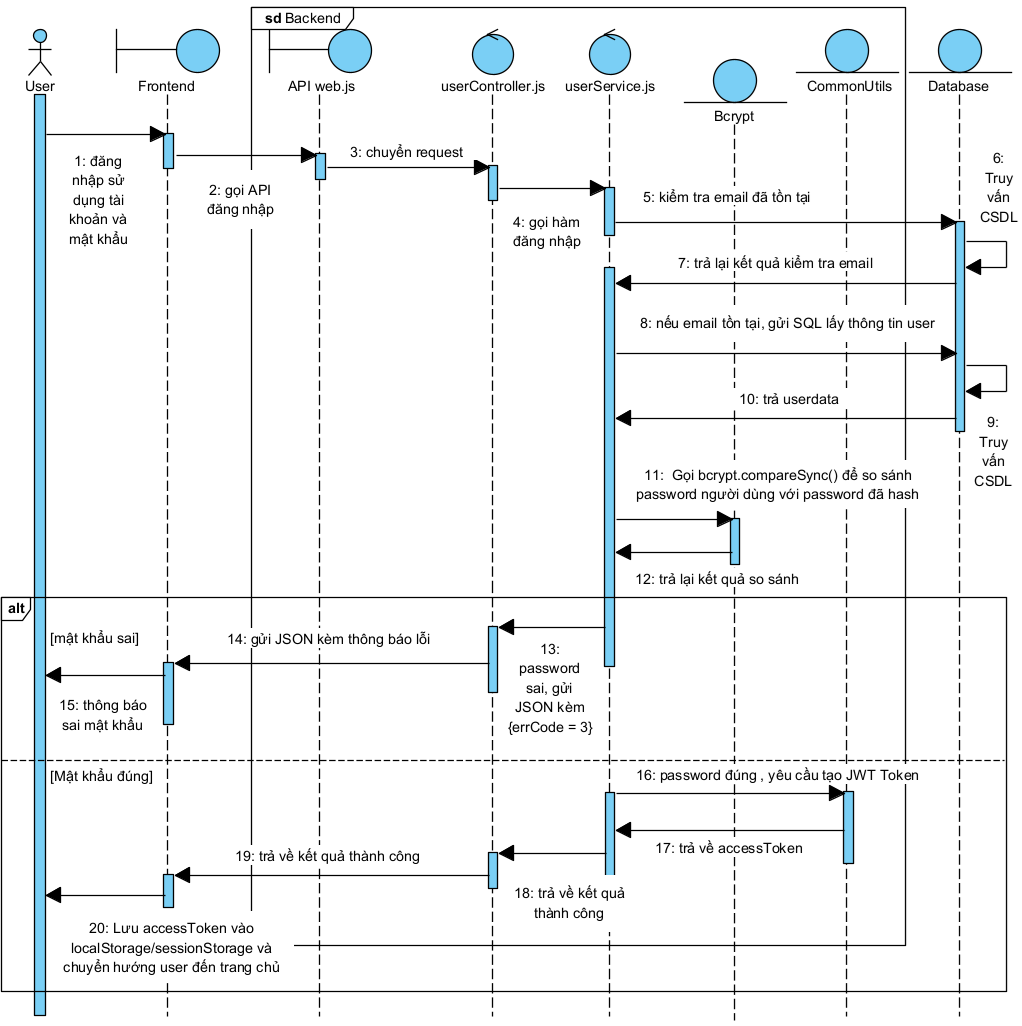 sd Backend
User
Frontend
API web.js
userController.js
userService.js
Bcrypt
CommonUtils
Database
1: đăng
nhập sử
dụng tài
khoản và
mật khẩu
2: gọi API
đăng nhập
3: chuyển request
4: gọi hàm
đăng nhập
5: kiểm tra email đã tồn tại
6:
Truy
vấn
CSDL
7: trả lại kết quả kiểm tra email
8: nếu email tồn tại, gửi SQL lấy thông tin user
9:
Truy
vấn
CSDL
10: trả userdata
11: Gọi bcrypt.compareSync() để so sánh
password người dùng với password đã hash
12: trả lại kết quả so sánh
alt
[mật khẩu sai]
13:
password
sai, gửi
JSON kèm
{errCode = 3}
14: gửi JSON kèm thông báo lỗi
15: thông báo
sai mật khẩu
[Mật khẩu đúng]
16: password đúng , yêu cầu tạo JWT Token
17: trả về accessToken
18: trả về kết quả
thành công
19: trả về kết quả thành công
20: Lưu accessToken vào
localStorage/sessionStorage và
chuyển hướng user đến trang chủ